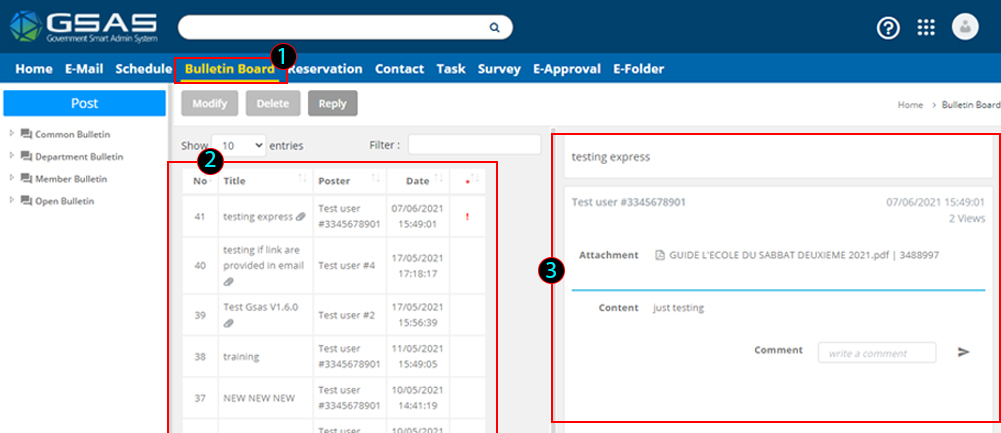 GSAS
Government Smart Admin System
1
Home E-Mail Schedule Bulletin Board Reservation Contact Task Survey E-Approval E-Folder
Post
Modify Delete Reply
Home > Bulletin Board
Common Bulletin
Department Bulletin
Member Bulletin
Open Bulletin
Show 10 entries
Filter :
2
No Title Poster Date *
41 testing express Test user #3345678901 07/06/2021 15:49:01 !
40 testing if link are provided in email Test user #4 17/05/2021 17:18:17
39 Test Gsas V1.6.0 Test user #2 17/05/2021 15:56:39
38 training Test user #3345678901 11/05/2021 15:49:05
37 NEW NEW NEW Test user #3345678901 10/05/2021 14:41:19
Test user 10/05/2021
3
testing express
Test user #3345678901 07/06/2021 15:49:01
2 Views
Attachment GUIDE L'ECOLE DU SABBAT DEUXIEME 2021.pdf | 3488997
Content just testing
Comment write a comment